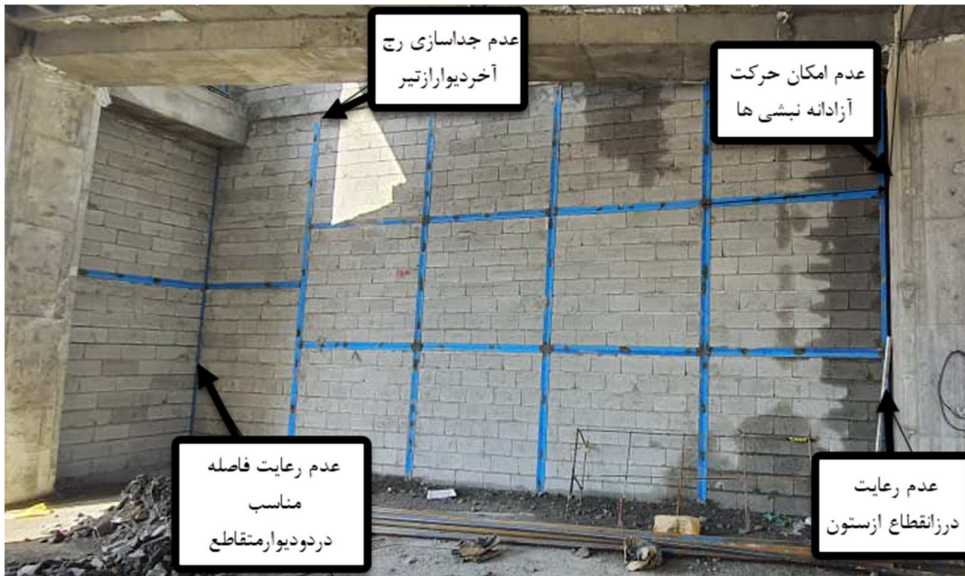 عدم جداسازی رج
آخردیوارازتیر
عدم امکان حرکت
آزادانه نبشی ها
عدم رعایت فاصله
مناسب
دردودیوارمتقاطع
عدم رعایت
درزانقطاع ازستون